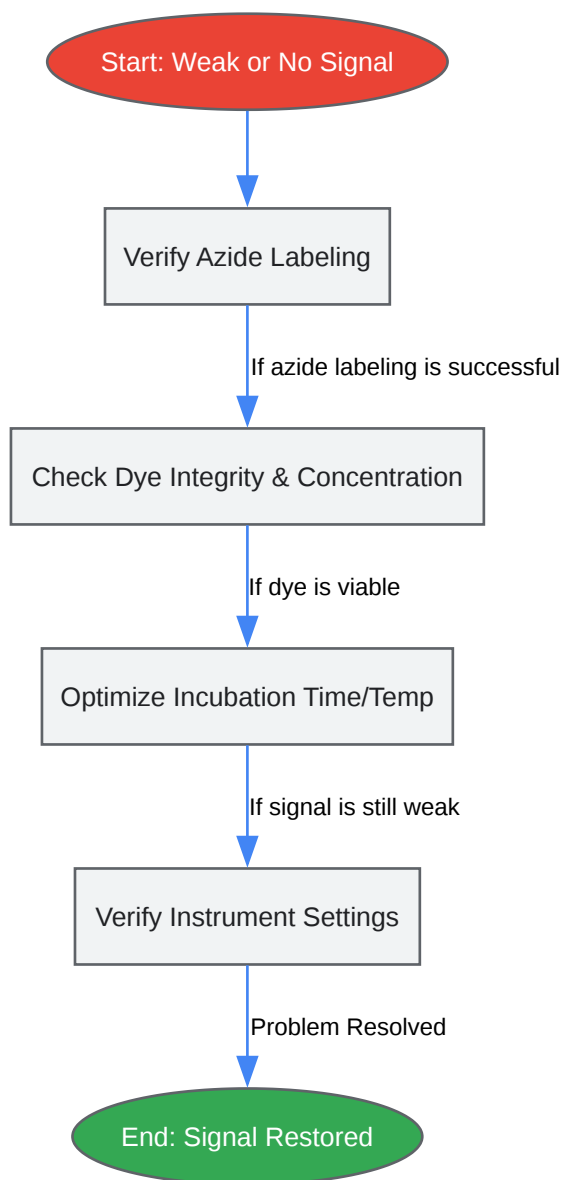 Start: Weak or No Signal
Verify Azide Labeling
If azide labeling is successful
Check Dye Integrity & Concentration
If dye is viable
Optimize Incubation Time/Temp
If signal is still weak
Verify Instrument Settings
Problem Resolved
End: Signal Restored